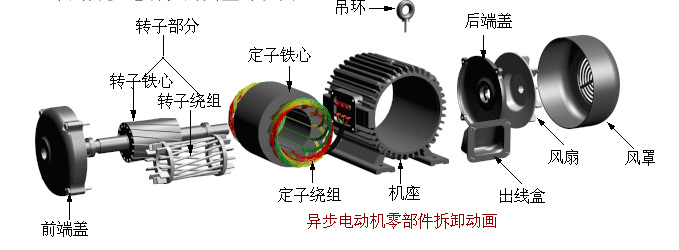 吊环
转子部分
后端盖
定子铁心
转子铁心
转子绕组
风扇
风罩
定子绕组
机座
出线盒
前端盖
异步电动机零部件拆卸动画